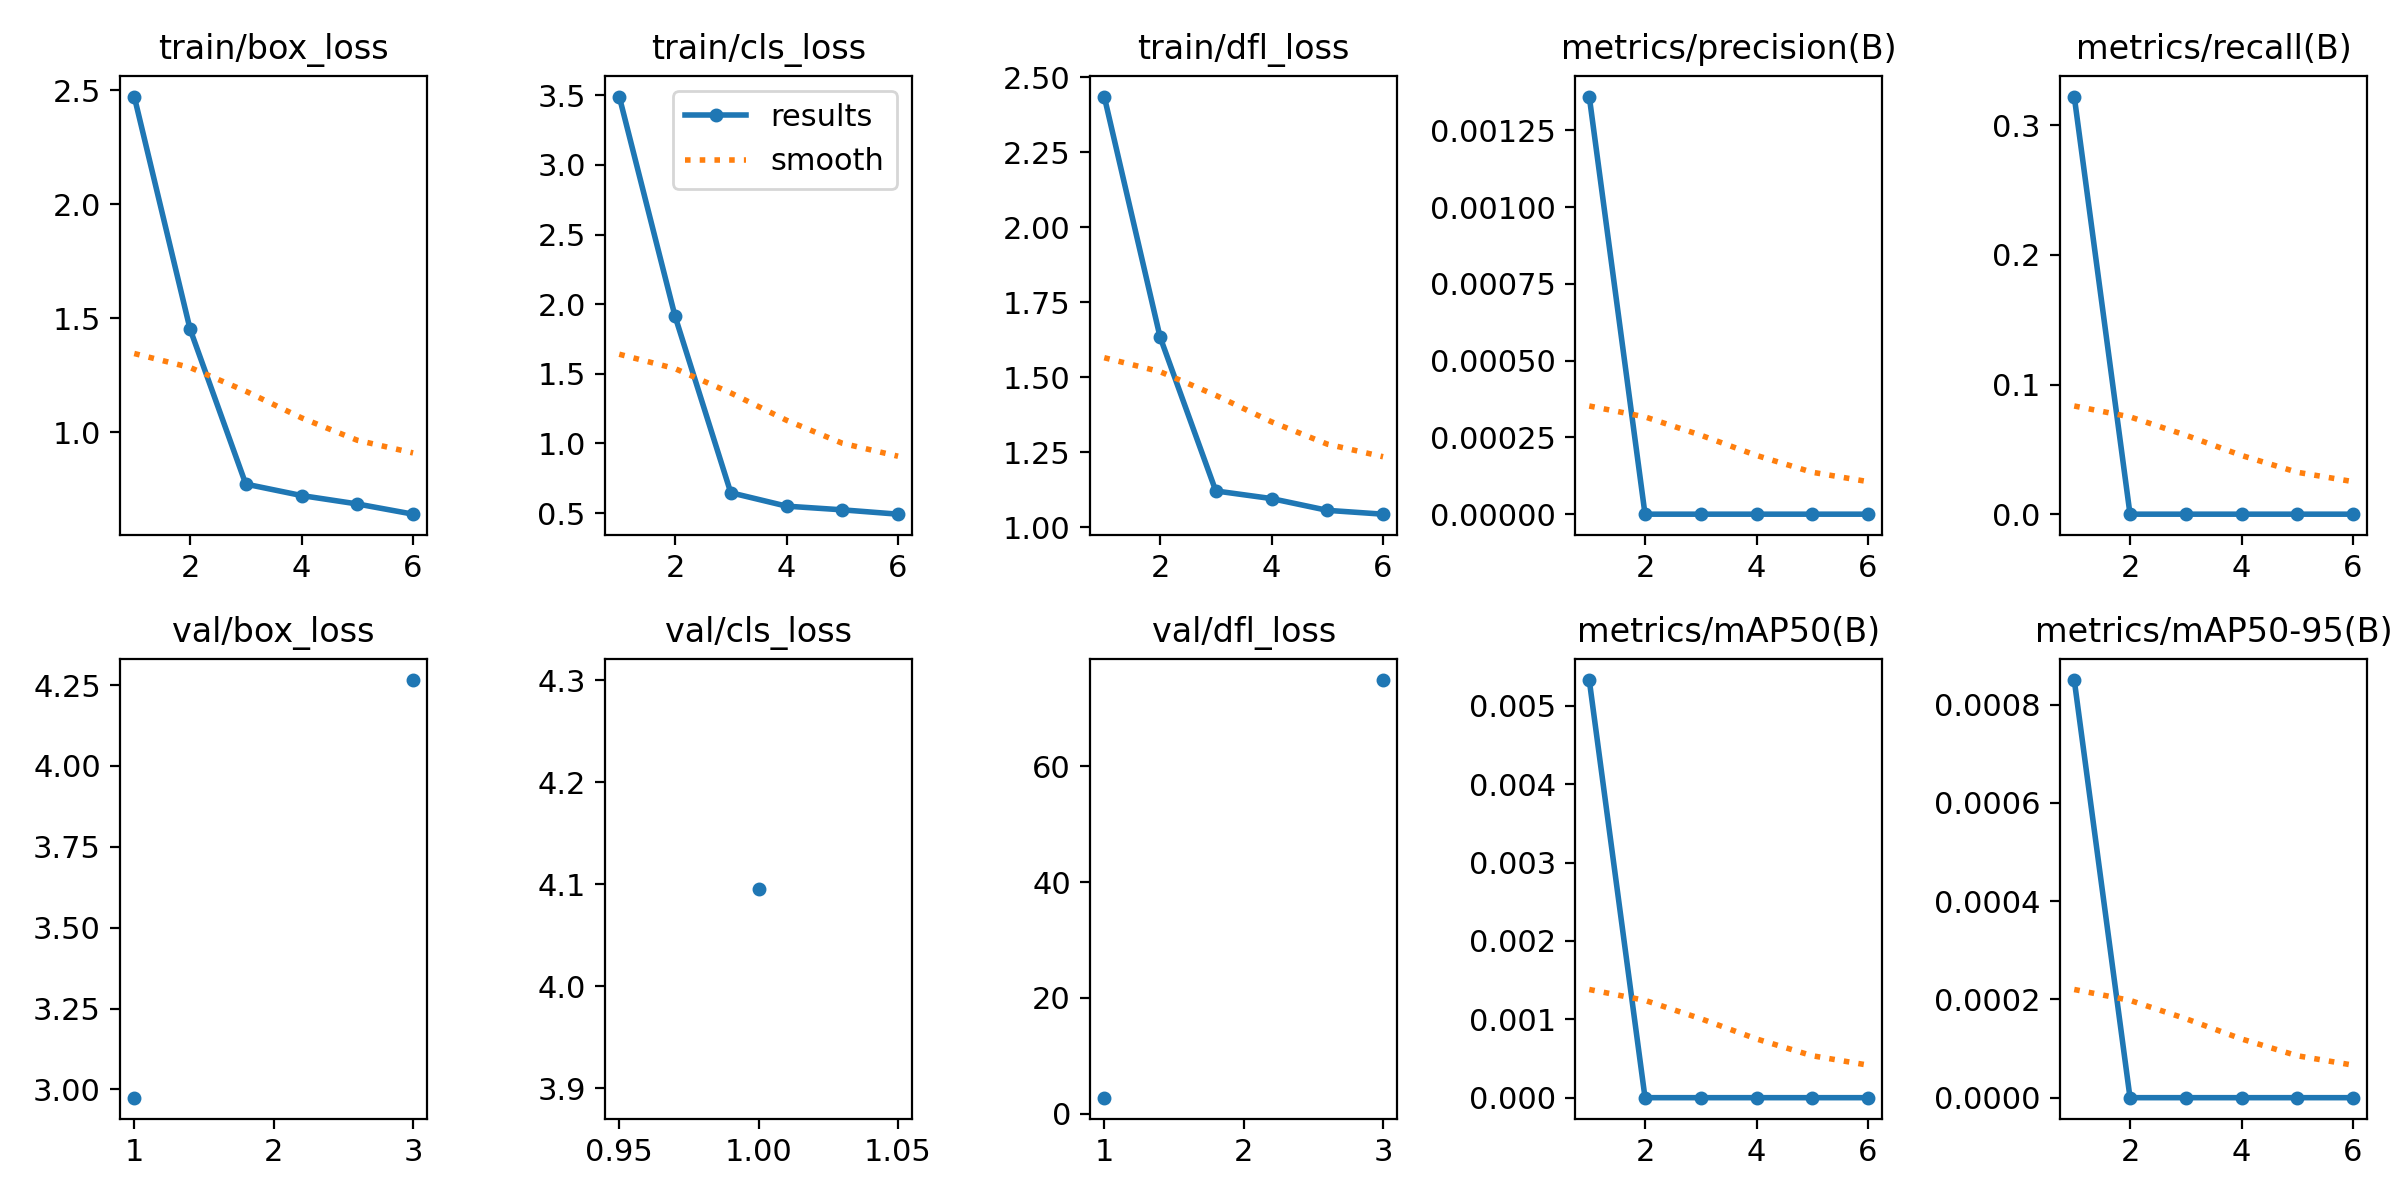 train/box_loss
2.5
2.0
1.5
1.0
2 4 6
train/cls_loss
results
smooth
3.5
3.0
2.5
2.0
1.5
1.0
0.5
2 4 6
train/dfl_loss
2.50
2.25
2.00
1.75
1.50
1.25
1.00
2 4 6
metrics/precision(B)
0.00125
0.00100
0.00075
0.00050
0.00025
0.00000
2 4 6
metrics/recall(B)
0.3
0.2
0.1
0.0
2 4 6
val/box_loss
4.25
4.00
3.75
3.50
3.25
3.00
1 2 3
val/cls_loss
4.3
4.2
4.1
4.0
3.9
0.95 1.00 1.05
val/dfl_loss
60
40
20
0
1 2 3
metrics/mAP50(B)
0.005
0.004
0.003
0.002
0.001
0.000
2 4 6
metrics/mAP50-95(B)
0.0008
0.0006
0.0004
0.0002
0.0000
2 4 6